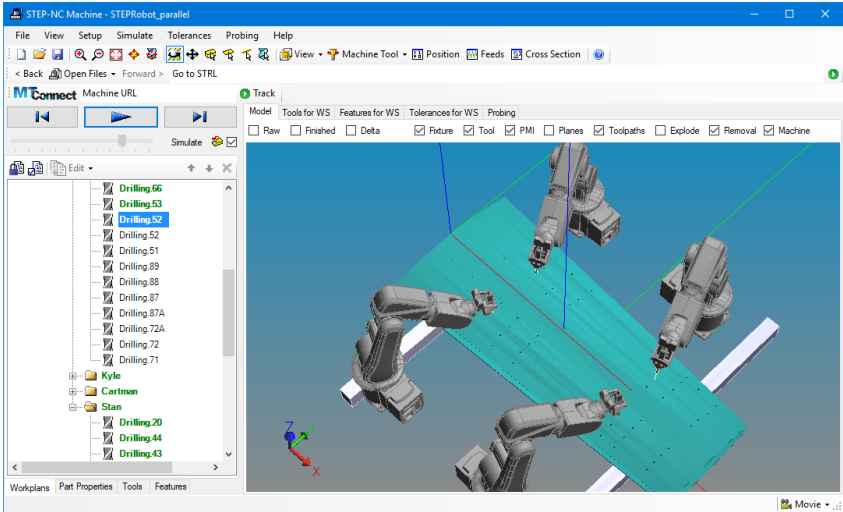 STEP-NC Machine - STEPRobot_parallel
File View Setup Simulate Tolerances Probing Help
View Machine Tool Position Feeds Cross Section
< Back Open Files Forward > Go to STRL
MTConnect Machine URL
Track
Model Tools for WS Features for WS Tolerances for WS Probing
Raw Finished Delta Fixture Tool PMI Planes Toolpaths Explode Removal Machine
Simulate
Edit
Drilling.66
Drilling.53
Drilling.52
Drilling.52
Drilling.51
Drilling.89
Drilling.88
Drilling.87
Drilling.87A
Drilling.72A
Drilling.72
Drilling.71
Kyle
Cartman
Stan
Drilling.20
Drilling.44
Drilling.43
Z
Y
X
Workplans Part Properties Tools Features
Movie